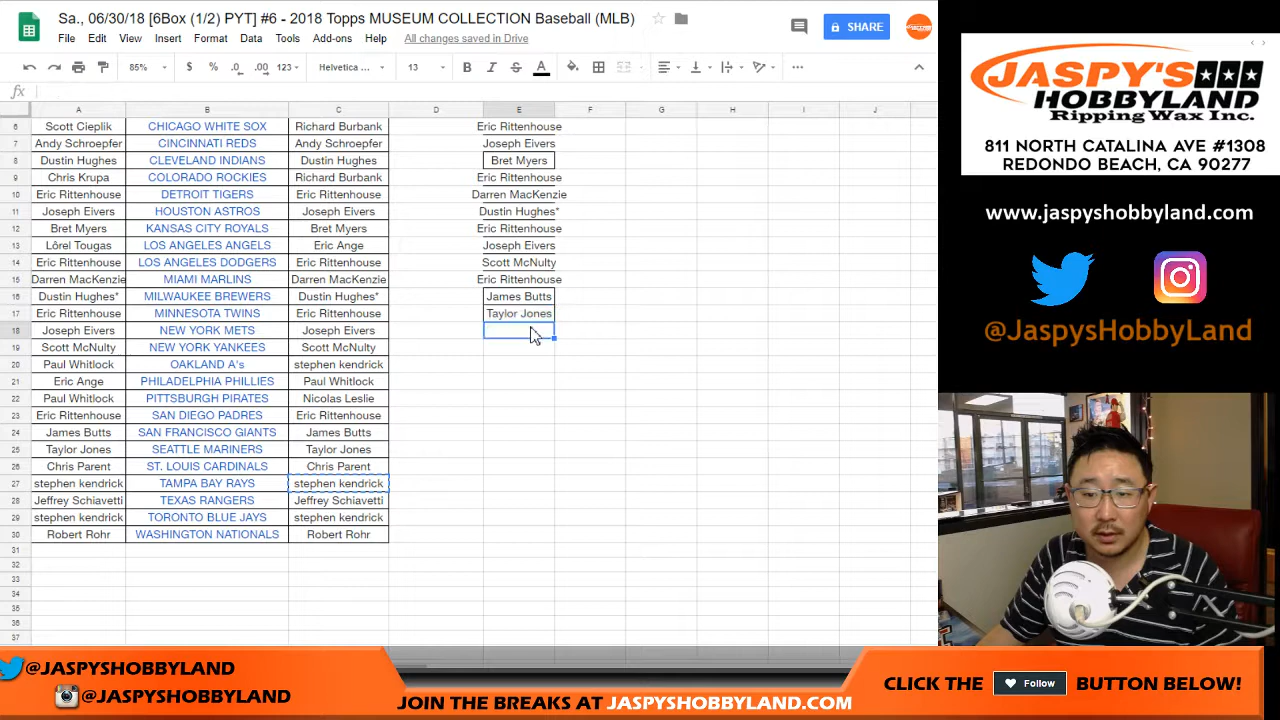 Sa., 06/30/18 [6Box (1/2) PYT] #6 - 2018 Topps MUSEUM COLLECTION Baseball (MLB)
File Edit View Insert Format Data Tools Add-ons Help All changes saved in Drive
SHARE
85% $ % .0 .00 123 Helvetica ... 13 B I S A
fx
A B C D E F G H I J
6 Scott Cieplik CHICAGO WHITE SOX Richard Burbank Eric Rittenhouse
7 Andy Schroepfer CINCINNATI REDS Andy Schroepfer Joseph Eivers
8 Dustin Hughes CLEVELAND INDIANS Dustin Hughes Bret Myers
9 Chris Krupa COLORADO ROCKIES Richard Burbank Eric Rittenhouse
10 Eric Rittenhouse DETROIT TIGERS Eric Rittenhouse Darren MacKenzie
11 Joseph Eivers HOUSTON ASTROS Joseph Eivers Dustin Hughes*
12 Bret Myers KANSAS CITY ROYALS Bret Myers Eric Rittenhouse
13 Lôrel Tougas LOS ANGELES ANGELS Eric Ange Joseph Eivers
14 Eric Rittenhouse LOS ANGELES DODGERS Eric Rittenhouse Scott McNulty
15 Darren MacKenzie MIAMI MARLINS Darren MacKenzie Eric Rittenhouse
16 Dustin Hughes* MILWAUKEE BREWERS Dustin Hughes* James Butts
17 Eric Rittenhouse MINNESOTA TWINS Eric Rittenhouse Taylor Jones
18 Joseph Eivers NEW YORK METS Joseph Eivers
19 Scott McNulty NEW YORK YANKEES Scott McNulty
20 Paul Whitlock OAKLAND A's stephen kendrick
21 Eric Ange PHILADELPHIA PHILLIES Paul Whitlock
22 Paul Whitlock PITTSBURGH PIRATES Nicolas Leslie
23 Eric Rittenhouse SAN DIEGO PADRES Eric Rittenhouse
24 James Butts SAN FRANCISCO GIANTS James Butts
25 Taylor Jones SEATTLE MARINERS Taylor Jones
26 Chris Parent ST. LOUIS CARDINALS Chris Parent
27 stephen kendrick TAMPA BAY RAYS stephen kendrick
28 Jeffrey Schiavetti TEXAS RANGERS Jeffrey Schiavetti
29 stephen kendrick TORONTO BLUE JAYS stephen kendrick
30 Robert Rohr WASHINGTON NATIONALS Robert Rohr
31
32
33
34
35
36
37
JASPY'S
HOBBYLAND
Ripping Wax Inc.
811 NORTH CATALINA AVE #1308
REDONDO BEACH, CA 90277
www.jaspyshobbyland.com
@JaspysHobbyLand
@JASPYSHOBBYLAND
@JASPYSHOBBYLAND
JOIN THE BREAKS AT JASPYSHOBBYLAND.COM
CLICK THE Follow BUTTON BELOW!